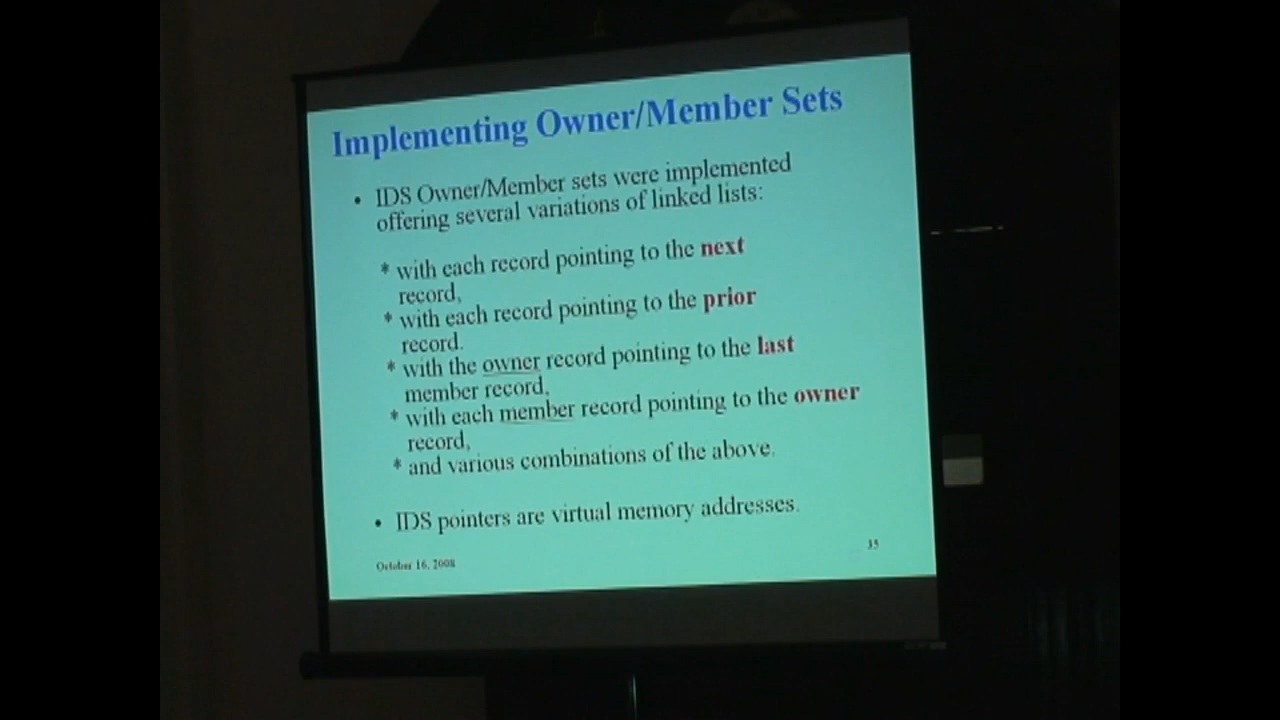 Implementing Owner/Member Sets
• IDS Owner/Member sets were implemented
offering several variations of linked lists:
* with each record pointing to the next
record,
* with each record pointing to the prior
record.
* with the owner record pointing to the last
member record,
* with each member record pointing to the owner
record,
* and various combinations of the above.
• IDS pointers are virtual memory addresses.
October 16, 2008
35